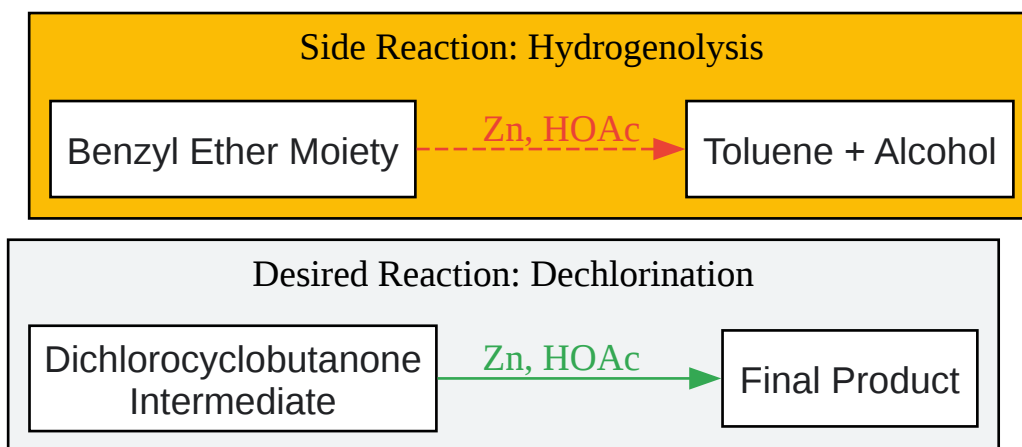 Side Reaction: Hydrogenolysis
Zn, HOAc
Benzyl Ether Moiety
Toluene + Alcohol
Desired Reaction: Dechlorination
Zn, HOAc
Dichlorocyclobutanone
Intermediate
Final Product